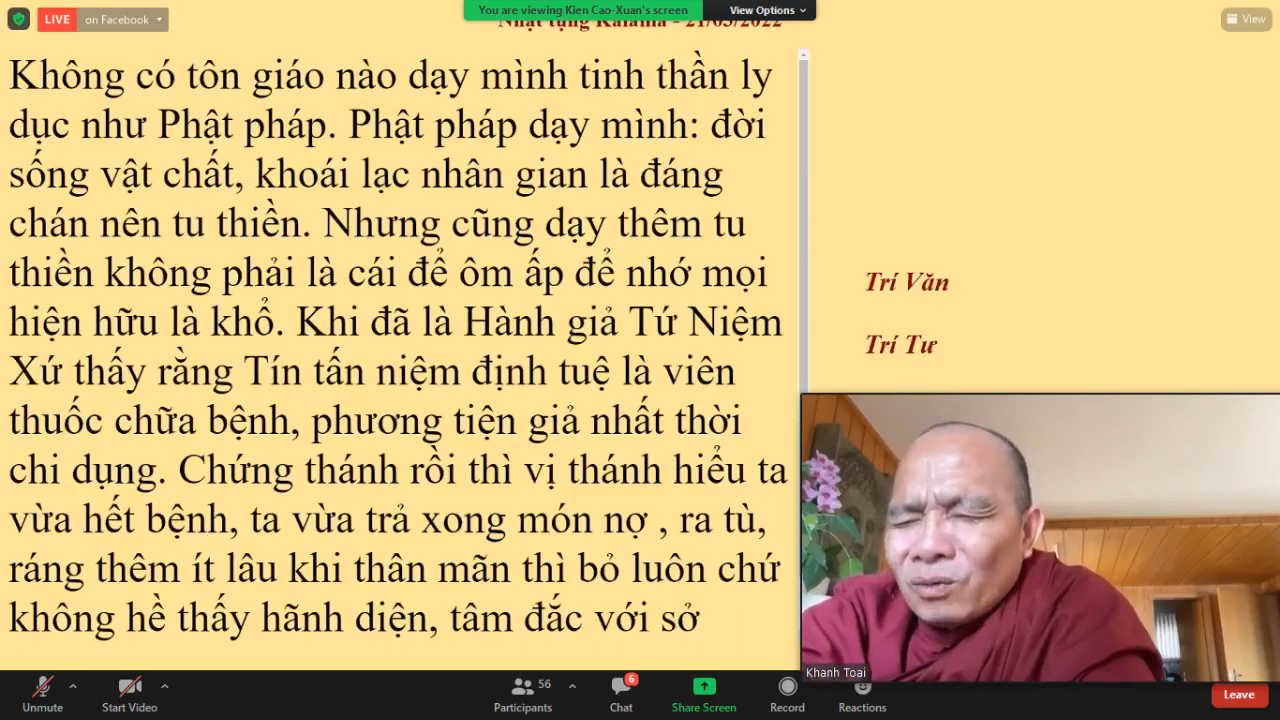 LIVE on Facebook
You are viewing Kien Cao-Xuan's screen View Options
View
Nhật tụng Kalama - 21/03/2022
Không có tôn giáo nào dạy mình tinh thần ly
dục như Phật pháp. Phật pháp dạy mình: đời
sống vật chất, khoái lạc nhân gian là đáng
chán nên tu thiền. Nhưng cũng dạy thêm tu
thiền không phải là cái để ôm ấp để nhớ mọi
hiện hữu là khổ. Khi đã là Hành giả Tứ Niệm
Xứ thấy rằng Tín tấn niệm định tuệ là viên
thuốc chữa bệnh, phương tiện giả nhất thời
chi dụng. Chứng thánh rồi thì vị thánh hiểu ta
vừa hết bệnh, ta vừa trả xong món nợ , ra tù,
ráng thêm ít lâu khi thân mãn thì bỏ luôn chứ
không hề thấy hãnh diện, tâm đắc với sở
Trí Văn
Trí Tư
Khanh Toai
Unmute
Start Video
56
Participants
6
Chat
Share Screen
Record
Reactions
Leave